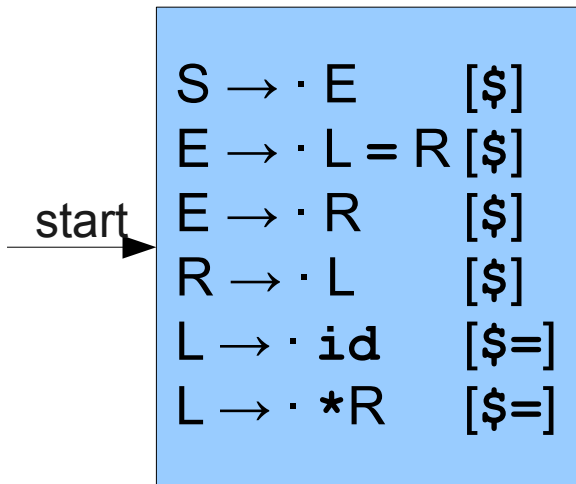 S → · E [$]
E → · L = R [$]
E → · R [$]
start
R → · L [$]
L → · id [$=]
L → · *R [$=]